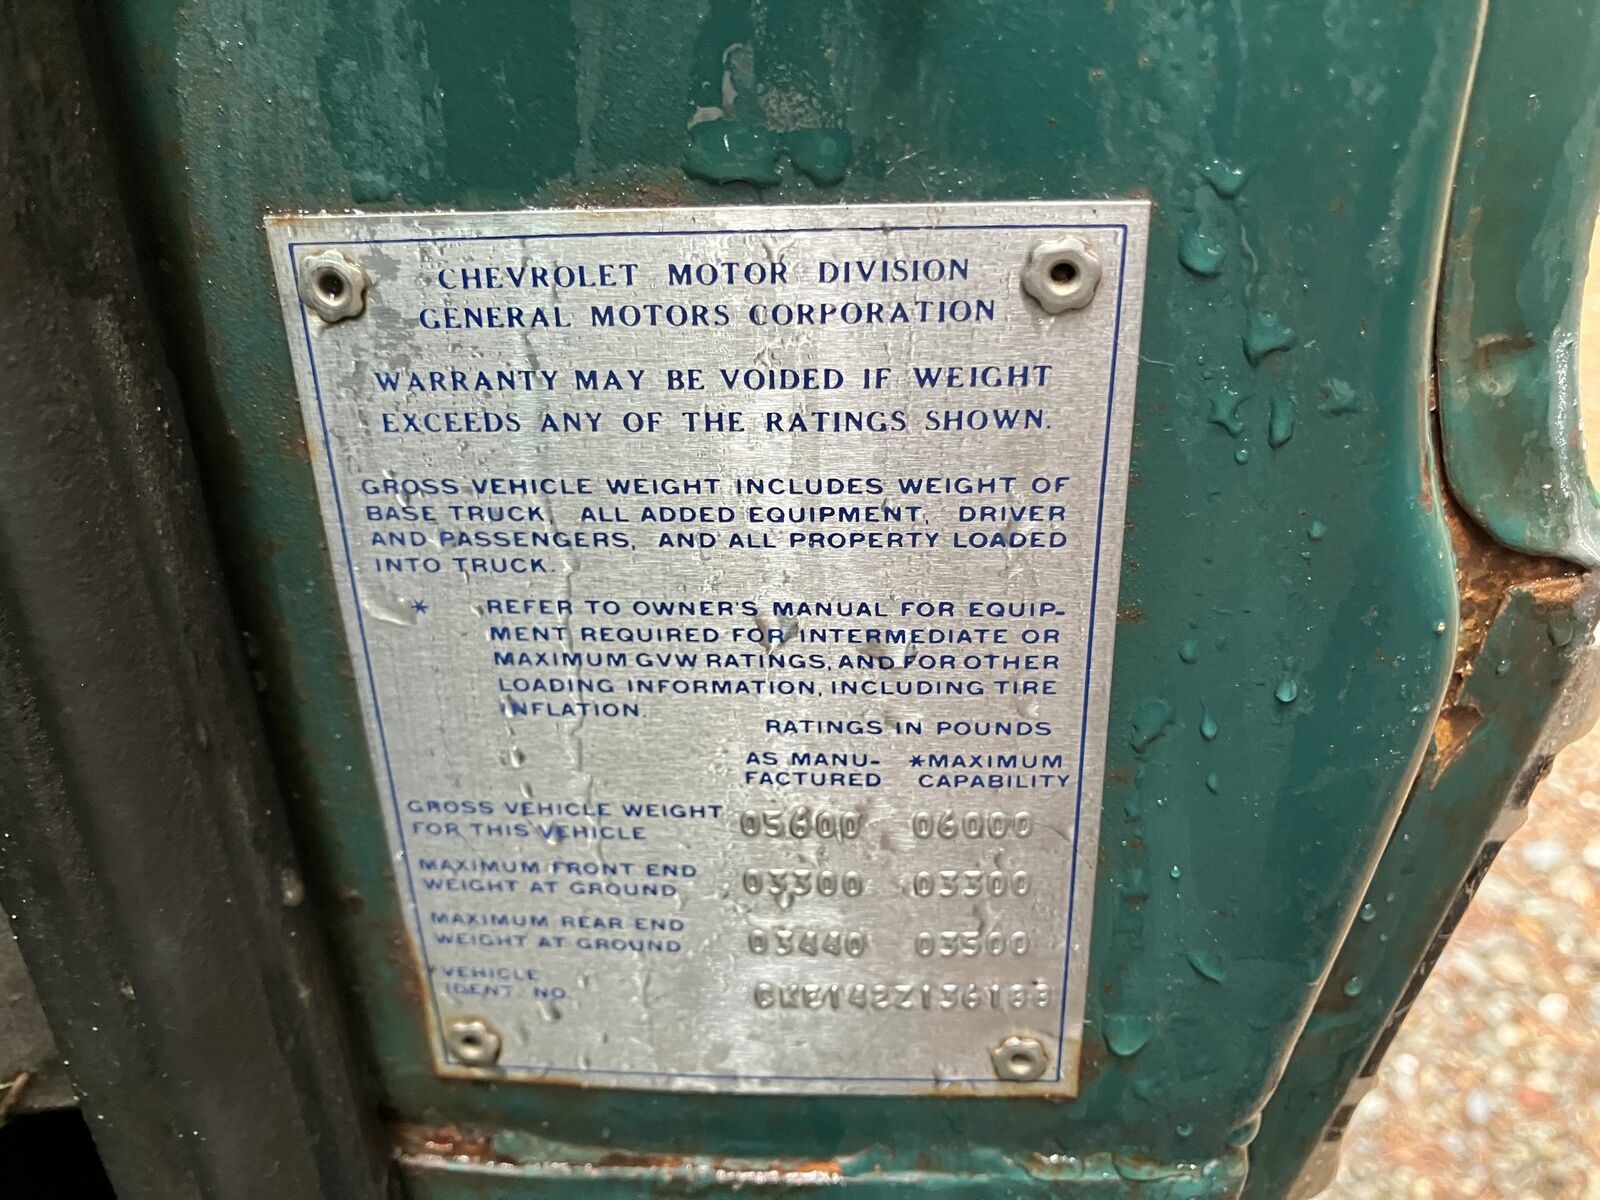 CHEVROLET MOTOR DIVISION
GENERAL MOTORS CORPORATION
WARRANTY MAY BE VOIDED IF WEIGHT
EXCEEDS ANY OF THE RATINGS SHOWN.
GROSS VEHICLE WEIGHT INCLUDES WEIGHT OF
BASE TRUCK, ALL ADDED EQUIPMENT, DRIVER
AND PASSENGERS, AND ALL PROPERTY LOADED
INTO TRUCK.
* REFER TO OWNER'S MANUAL FOR EQUIP-
MENT REQUIRED FOR INTERMEDIATE OR
MAXIMUM GVW RATINGS, AND FOR OTHER
LOADING INFORMATION, INCLUDING TIRE
INFLATION.
RATINGS IN POUNDS
AS MANU- *MAXIMUM
FACTURED CAPABILITY
GROSS VEHICLE WEIGHT
FOR THIS VEHICLE 05600 06000
MAXIMUM FRONT END
WEIGHT AT GROUND 03300 03300
MAXIMUM REAR END
WEIGHT AT GROUND 03440 03500
VEHICLE
IDENT. NO.